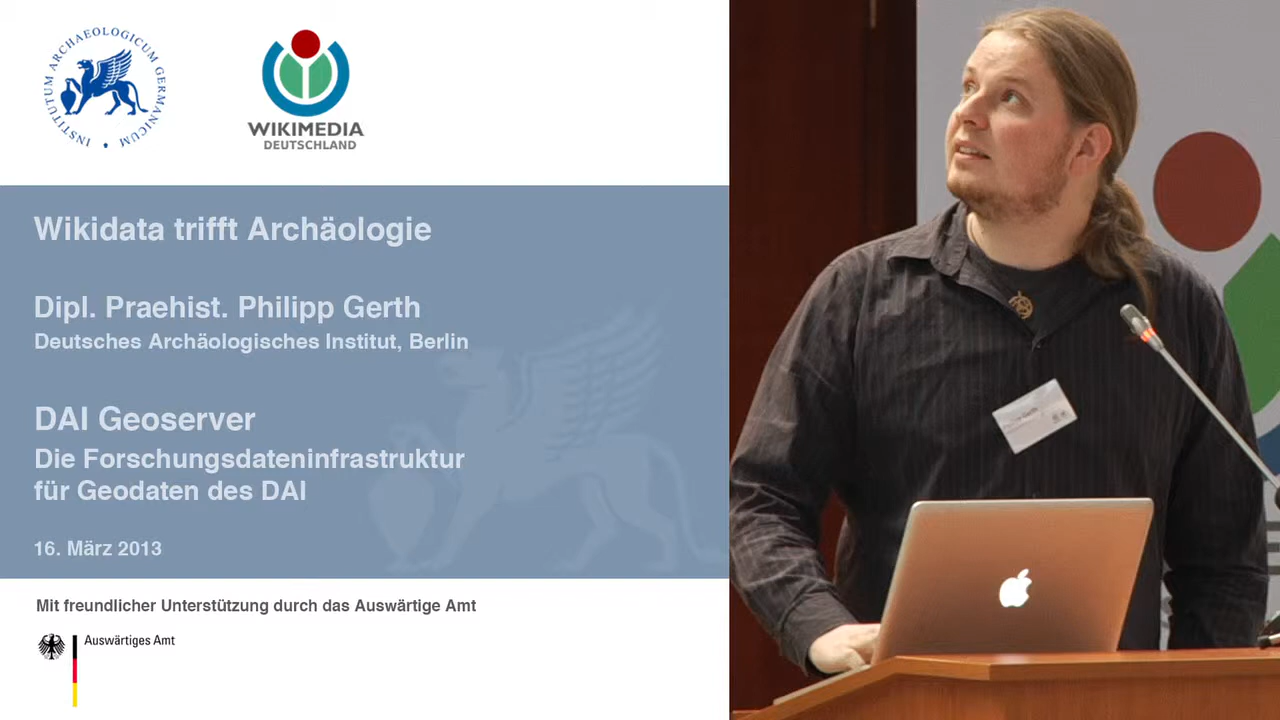 INSTITUTUM ARCHAEOLOGICUM GERMANICUM
WIKIMEDIA
DEUTSCHLAND
Wikidata trifft Archäologie
Dipl. Praehist. Philipp Gerth
Deutsches Archäologisches Institut, Berlin
DAI Geoserver
Die Forschungsdateninfrastruktur
für Geodaten des DAI
16. März 2013
Mit freundlicher Unterstützung durch das Auswärtige Amt
Auswärtiges Amt